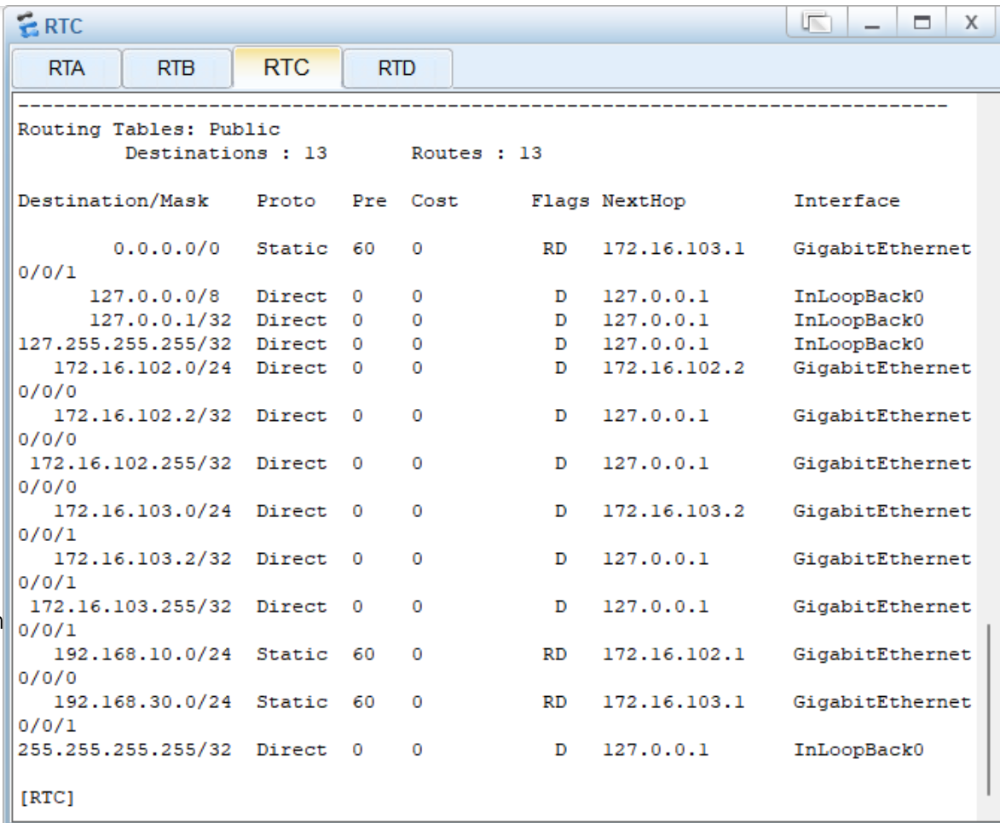 RTC
RTA RTB RTC RTD
------------------------------------------------------------------------------
Routing Tables: Public
         Destinations : 13       Routes : 13

Destination/Mask    Proto   Pre  Cost      Flags NextHop         Interface

        0.0.0.0/0   Static  60   0          RD   172.16.103.1    GigabitEthernet
0/0/1
      127.0.0.0/8   Direct  0    0           D   127.0.0.1       InLoopBack0
      127.0.0.1/32  Direct  0    0           D   127.0.0.1       InLoopBack0
127.255.255.255/32  Direct  0    0           D   127.0.0.1       InLoopBack0
   172.16.102.0/24  Direct  0    0           D   172.16.102.2    GigabitEthernet
0/0/0
   172.16.102.2/32  Direct  0    0           D   127.0.0.1       GigabitEthernet
0/0/0
 172.16.102.255/32  Direct  0    0           D   127.0.0.1       GigabitEthernet
0/0/0
   172.16.103.0/24  Direct  0    0           D   172.16.103.2    GigabitEthernet
0/0/1
   172.16.103.2/32  Direct  0    0           D   127.0.0.1       GigabitEthernet
0/0/1
 172.16.103.255/32  Direct  0    0           D   127.0.0.1       GigabitEthernet
0/0/1
   192.168.10.0/24  Static  60   0          RD   172.16.102.1    GigabitEthernet
0/0/0
   192.168.30.0/24  Static  60   0          RD   172.16.103.1    GigabitEthernet
0/0/1
255.255.255.255/32  Direct  0    0           D   127.0.0.1       InLoopBack0

[RTC]